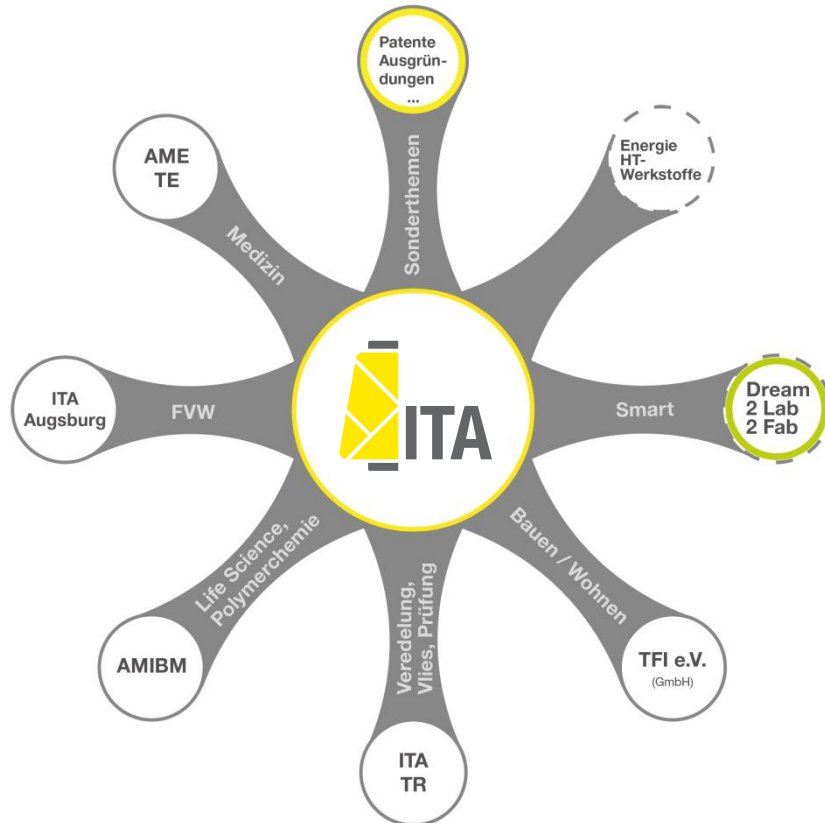 Patente
Ausgrün-
dungen
...
Sonderthemen
Energie
HT-
Werkstoffe
Smart
Dream
2 Lab
2 Fab
Bauen / Wohnen
TFI e.V.
(GmbH)
Veredelung,
Vlies, Prüfung
ITA
TR
Life Science,
Polymerchemie
AMIBM
FVW
ITA
Augsburg
Medizin
AME
TE
ITA